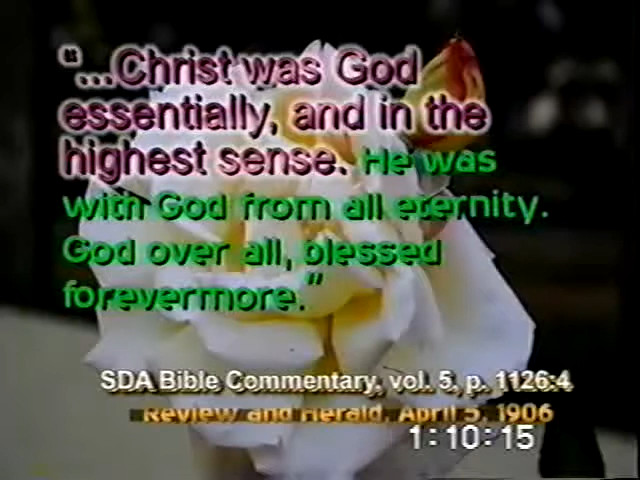 “...Christ was God
essentially, and in the
highest sense. He was
with God from all eternity.
God over all, blessed
forevermore.”
SDA Bible Commentary, vol. 5, p. 1126:4
Review and Herald, April 5, 1906
1:10:15